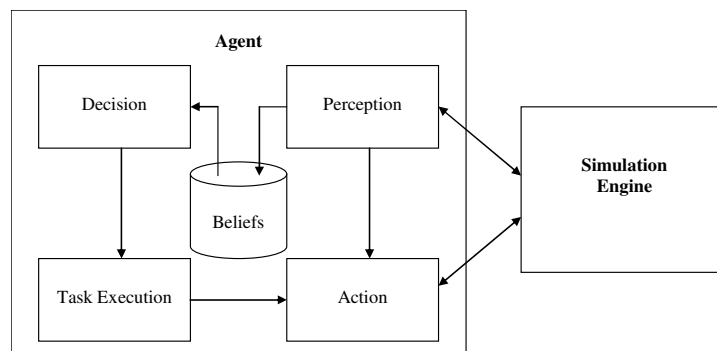 Agent
Decision
Perception
Simulation
Engine
Beliefs
Task Execution
Action